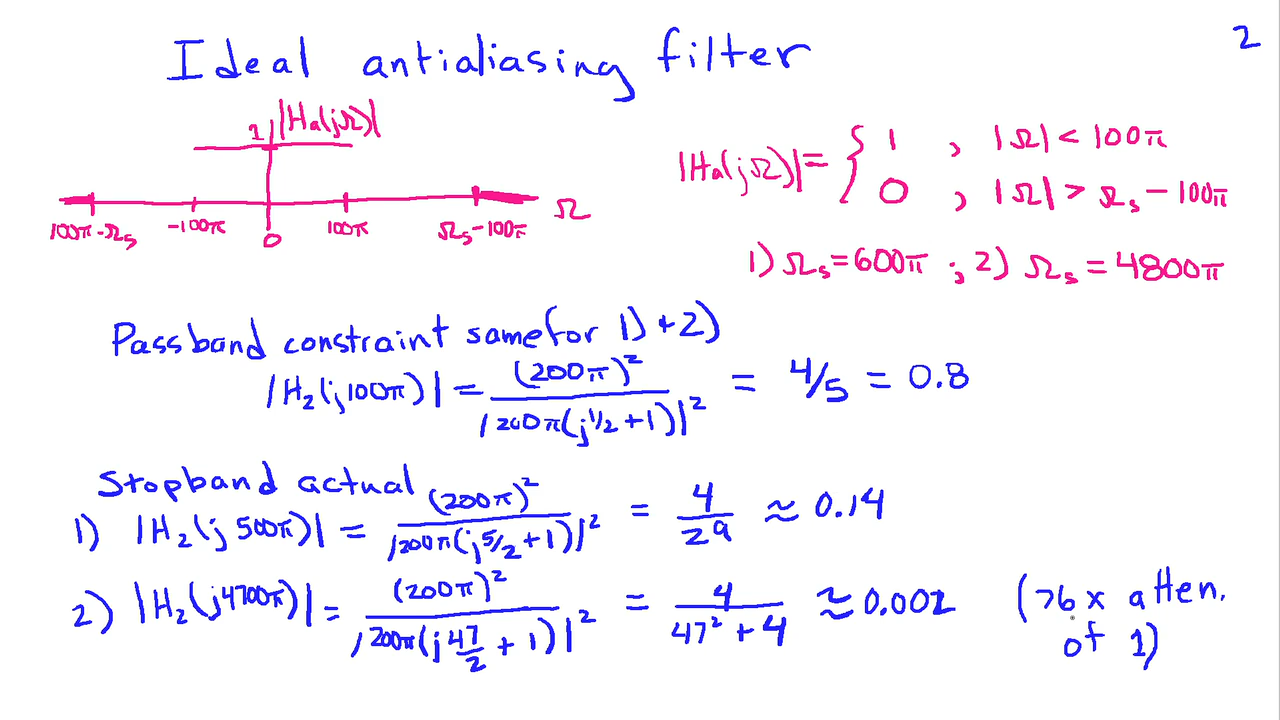 Ideal antialiasing filter
2
1 |Ha(jΩ)|
100π-Ωs -100π 0 100π Ωs-100π Ω
|Ha(jΩ)| = { 1 , |Ω| < 100π
0 , |Ω| > Ωs - 100π
1) Ωs = 600π ; 2) Ωs = 4800π
Passband constraint same for 1) + 2)
|H₂(j100π)| = (200π)² / |200π(j1/2+1)|² = 4/5 = 0.8
Stopband actual
1) |H₂(j500π)| = (200π)² / |200π(j5/2+1)|² = 4/29 ≈ 0.14
2) |H₂(j4700π)| = (200π)² / |200π(j47/2+1)|² = 4/(47²+4) ≈ 0.002 (76x atten.
of 1)